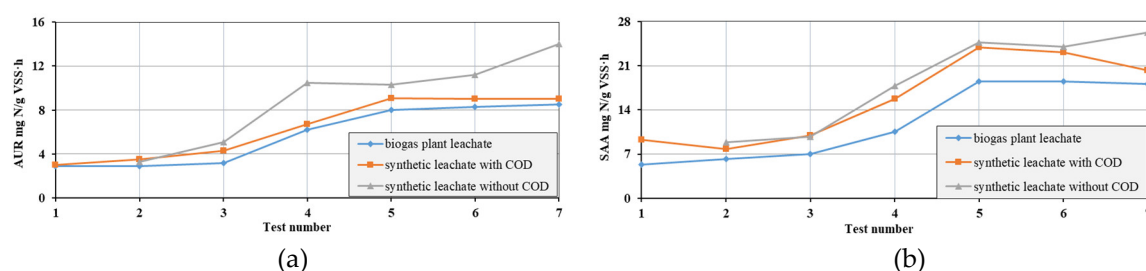 AUR mg N/g VSS·h
16
12
8
4
0
biogas plant leachate
synthetic leachate with COD
synthetic leachate without COD
1 2 3 4 5 6 7
Test number
(a)
SAA mg N/g VSS·h
28
21
14
7
0
biogas plant leachate
synthetic leachate with COD
synthetic leachate without COD
1 2 3 4 5 6
Test number
(b)